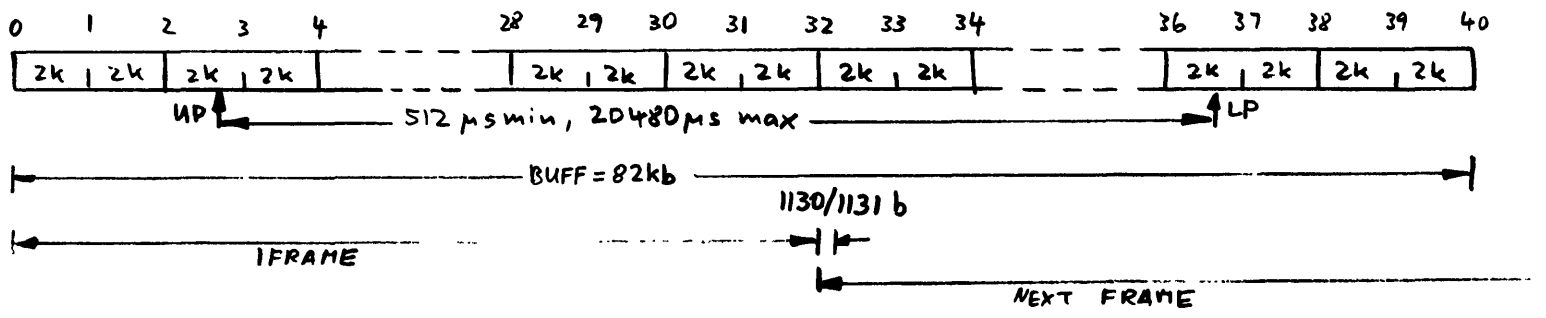 0 1 2 3 4 28 29 30 31 32 33 34 36 37 38 39 40
2k 2k 2k 2k 2k 2k 2k 2k 2k 2k 2k 2k 2k 2k
UP 512 μs min, 20480 μs max LP
BUFF = 82kb
1130/1131 b
1 FRAME
NEXT FRAME